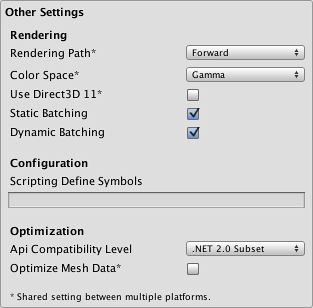 Other Settings
Rendering
Rendering Path* Forward
Color Space* Gamma
Use Direct3D 11*
Static Batching
Dynamic Batching
Configuration
Scripting Define Symbols
Optimization
Api Compatibility Level .NET 2.0 Subset
Optimize Mesh Data*
* Shared setting between multiple platforms.